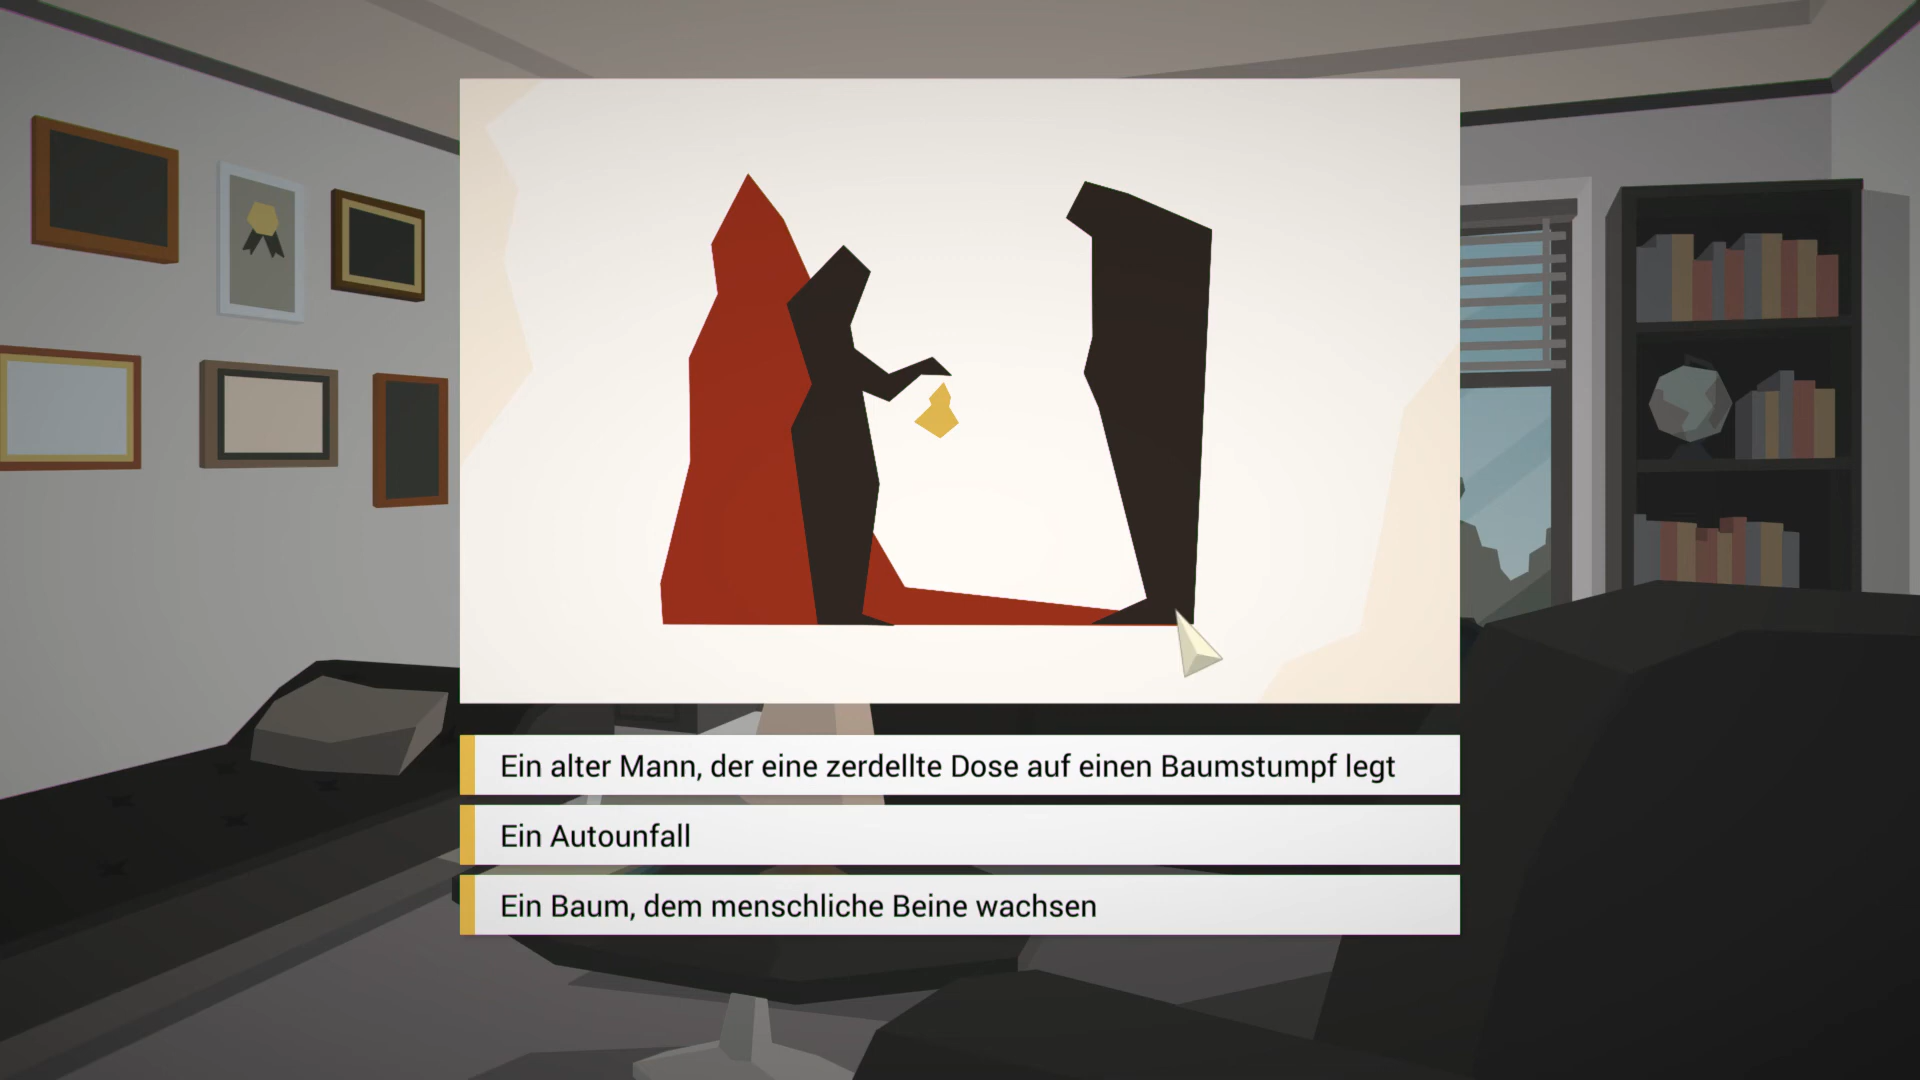 Ein alter Mann, der eine zerdellte Dose auf einen Baumstumpf legt
Ein Autounfall
Ein Baum, dem menschliche Beine wachsen